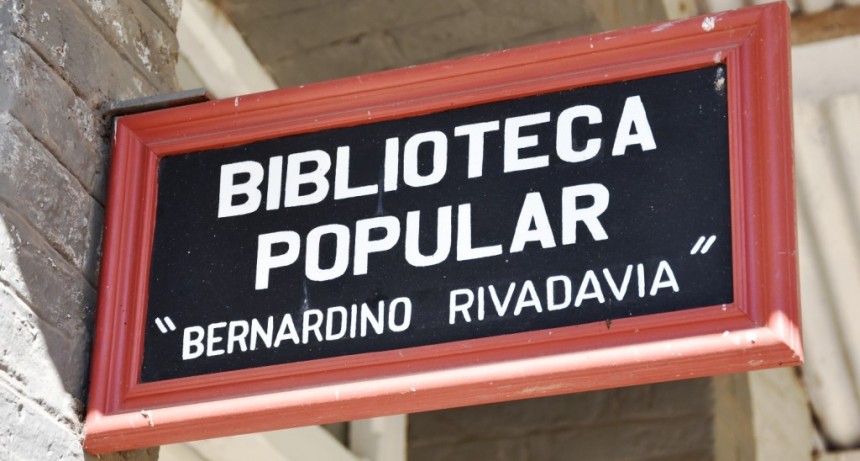 BIBLIOTECA
POPULAR
"BERNARDINO RIVADAVIA"